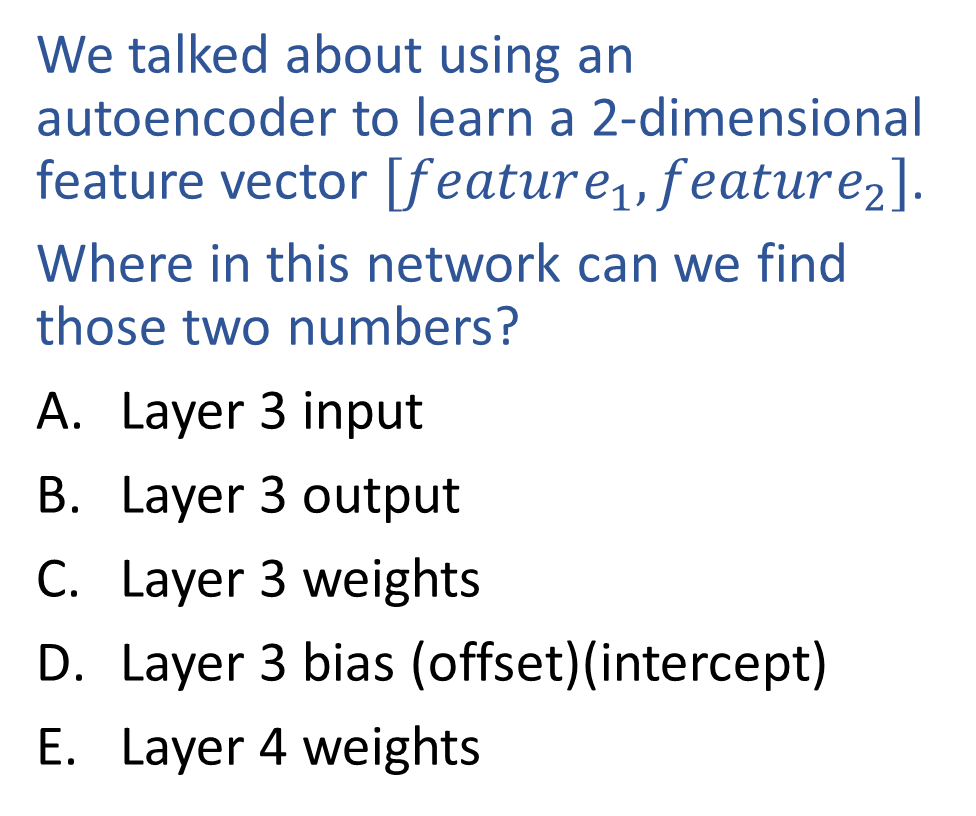 We talked about using an
autoencoder to learn a 2-dimensional
feature vector [feature₁, feature₂].
Where in this network can we find
those two numbers?
A. Layer 3 input
B. Layer 3 output
C. Layer 3 weights
D. Layer 3 bias (offset)(intercept)
E. Layer 4 weights